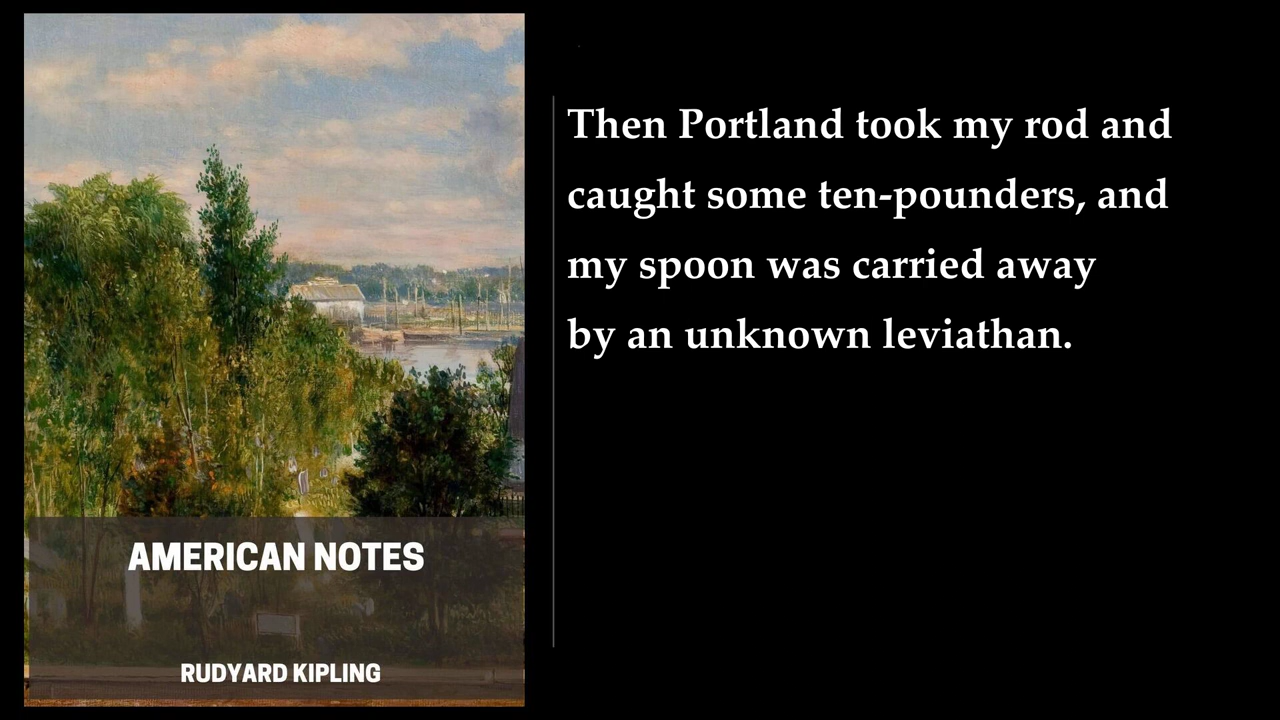 Then Portland took my rod and
caught some ten-pounders, and
my spoon was carried away
by an unknown leviathan.
AMERICAN NOTES
RUDYARD KIPLING